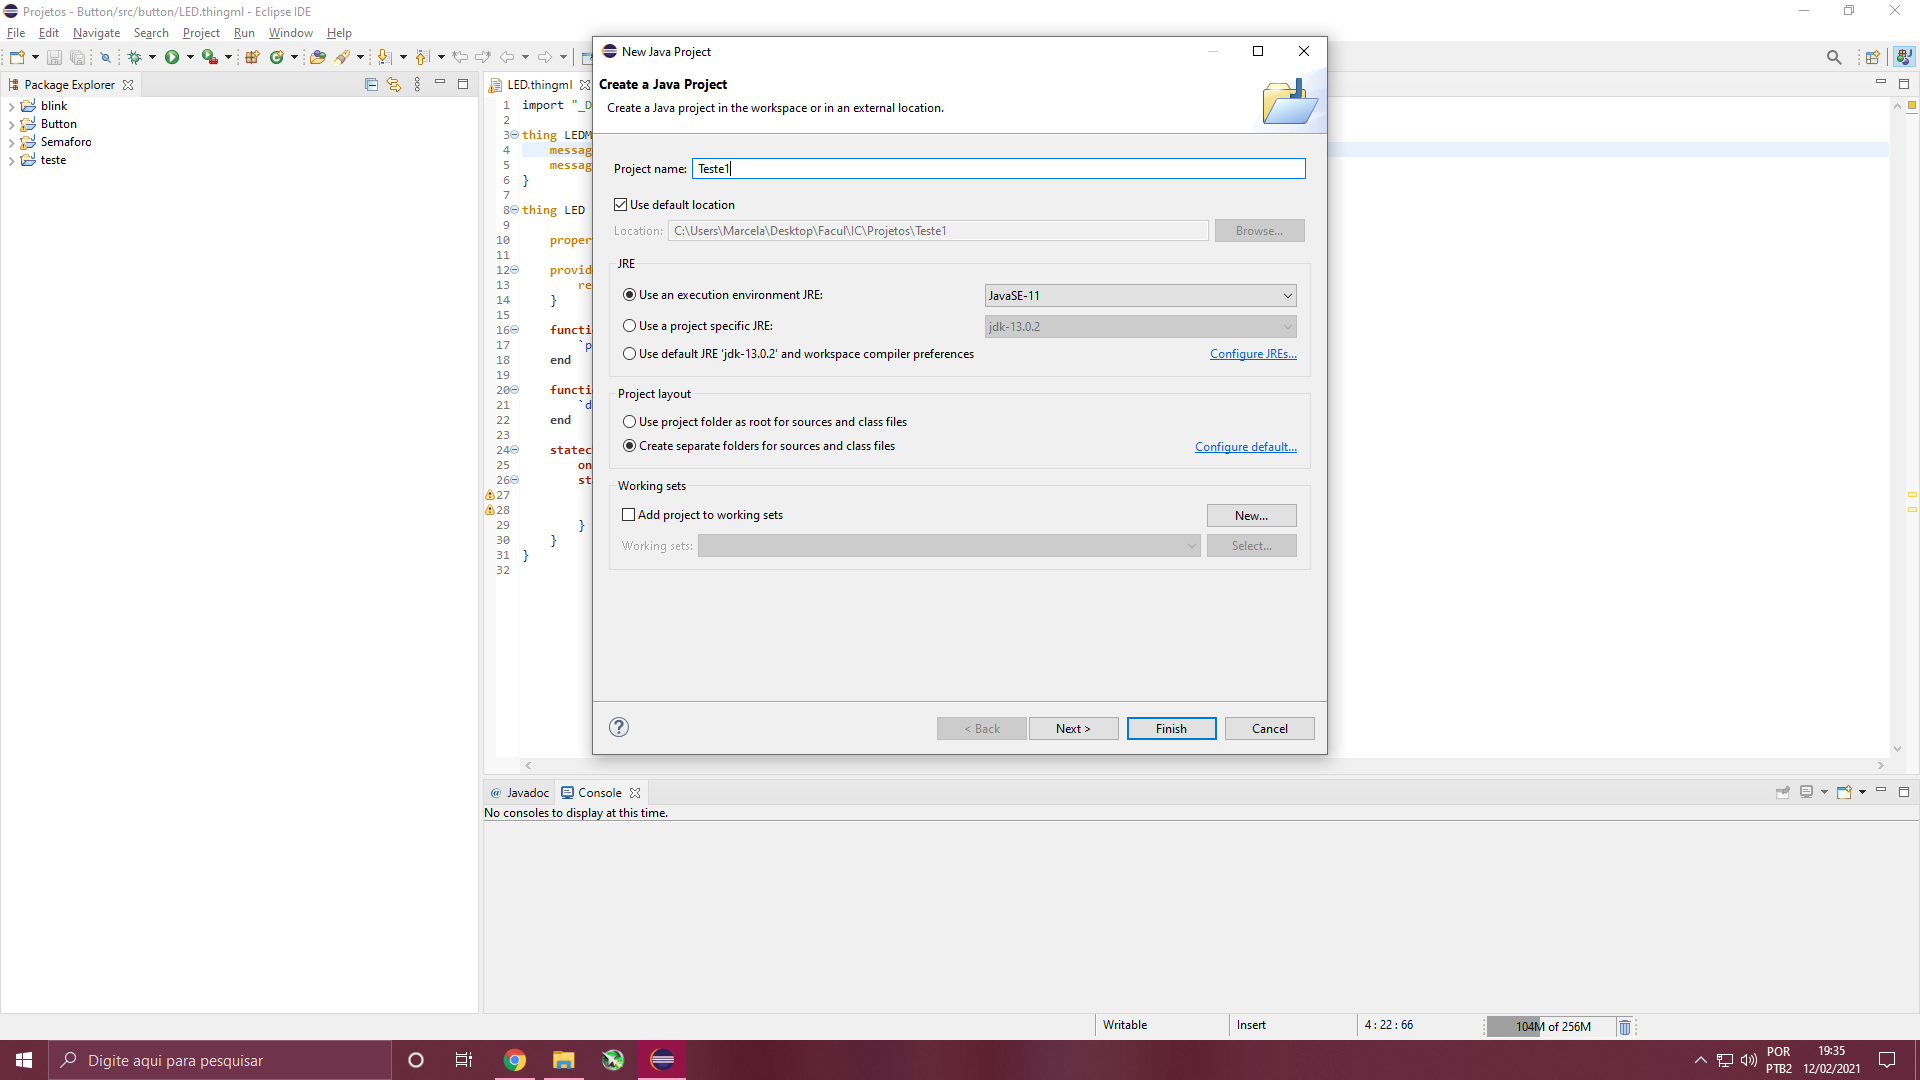 Projetos - Button/src/button/LED.thingml - Eclipse IDE
File Edit Navigate Search Project Run Window Help
Package Explorer
blink
Button
Semaforo
teste
LED.thingml
1 import "_D
2
3 thing LEDM
4 messag
5 messag
6 }
7
8 thing LED
9
10 proper
11
12 provid
13 re
14 }
15
16 functi
17 `p
18 end
19
20 functi
21 `d
22 end
23
24 statec
25 on
26 st
27
28
29 }
30 }
31 }
32
New Java Project
Create a Java Project
Create a Java project in the workspace or in an external location.
Project name: Teste1
Use default location
Location: C:\Users\Marcela\Desktop\Facul\IC\Projetos\Teste1 Browse...
JRE
Use an execution environment JRE: JavaSE-11
Use a project specific JRE: jdk-13.0.2
Use default JRE 'jdk-13.0.2' and workspace compiler preferences Configure JREs...
Project layout
Use project folder as root for sources and class files
Create separate folders for sources and class files Configure default...
Working sets
Add project to working sets New...
Working sets: Select...
? < Back Next > Finish Cancel
@ Javadoc Console
No consoles to display at this time.
Writable Insert 4 : 22 : 66 104M of 256M
Digite aqui para pesquisar
POR
PTB2
19:35
12/02/2021